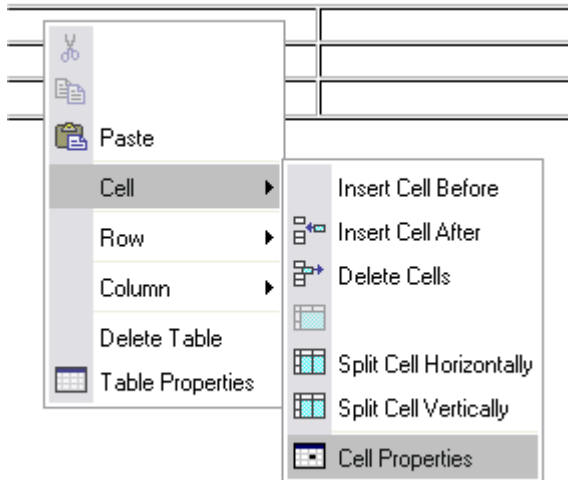 Paste
Cell
Row
Column
Delete Table
Table Properties
Insert Cell Before
Insert Cell After
Delete Cells
Split Cell Horizontally
Split Cell Vertically
Cell Properties